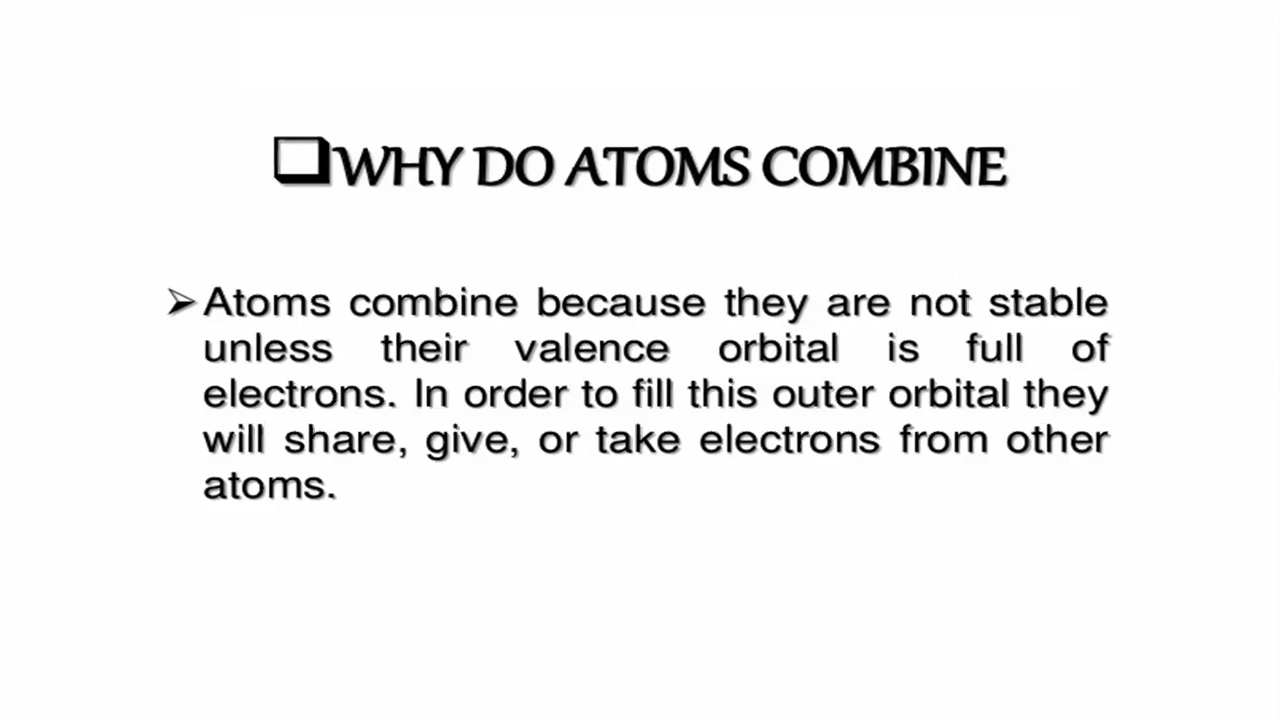 ❑WHY DO ATOMS COMBINE
➢Atoms combine because they are not stable
unless their valence orbital is full of
electrons. In order to fill this outer orbital they
will share, give, or take electrons from other
atoms.